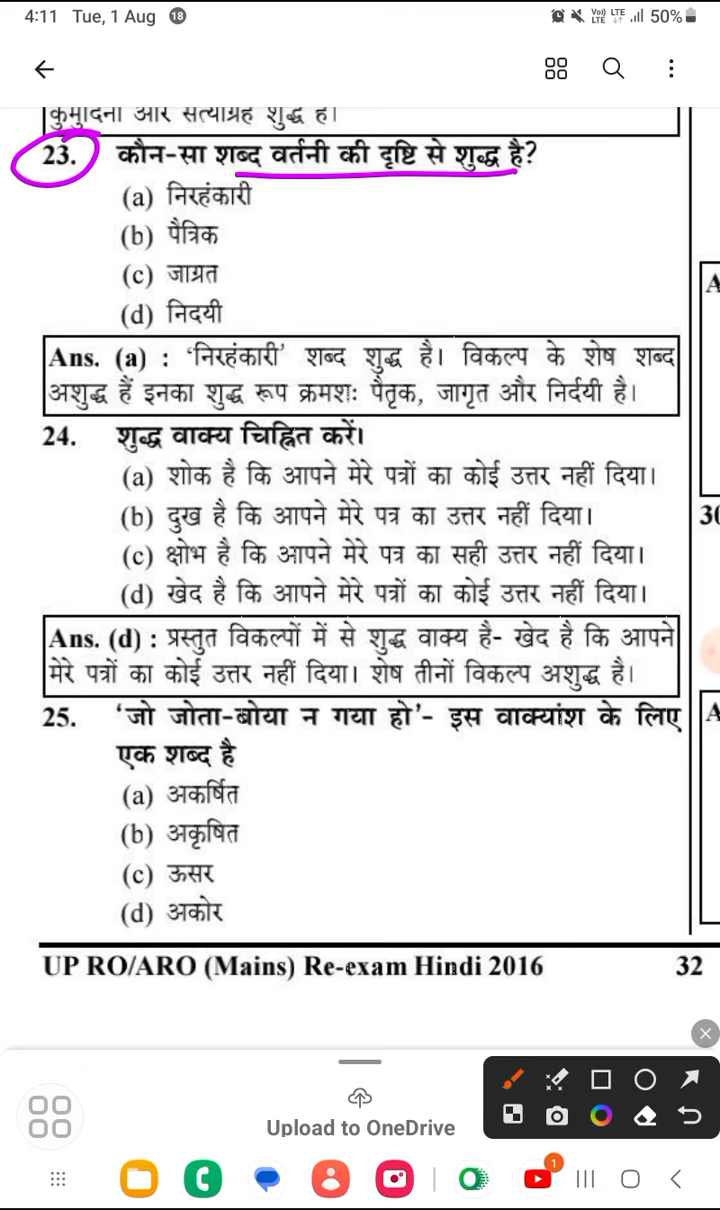 4:11 Tue, 1 Aug 18 Vo) LTE LTE 50%
कुमुदिनी और सत्याग्रह शुद्ध है।
23. कौन-सा शब्द वर्तनी की दृष्टि से शुद्ध है?
(a) निरहंकारी
(b) पैत्रिक
(c) जाग्रत
(d) निदयी
Ans. (a) : ‘निरहंकारी’ शब्द शुद्ध है। विकल्प के शेष शब्द
अशुद्ध हैं इनका शुद्ध रूप क्रमशः पैतृक, जागृत और निर्दयी है।
24. शुद्ध वाक्य चिह्नित करें।
(a) शोक है कि आपने मेरे पत्रों का कोई उत्तर नहीं दिया।
(b) दुख है कि आपने मेरे पत्र का उत्तर नहीं दिया।
(c) क्षोभ है कि आपने मेरे पत्र का सही उत्तर नहीं दिया।
(d) खेद है कि आपने मेरे पत्रों का कोई उत्तर नहीं दिया।
Ans. (d) : प्रस्तुत विकल्पों में से शुद्ध वाक्य है- खेद है कि आपने
मेरे पत्रों का कोई उत्तर नहीं दिया। शेष तीनों विकल्प अशुद्ध है।
25. ‘जो जोता-बोया न गया हो’- इस वाक्यांश के लिए
एक शब्द है
(a) अकर्षित
(b) अकृषित
(c) ऊसर
(d) अकोर
UP RO/ARO (Mains) Re-exam Hindi 2016 32
Upload to OneDrive
1